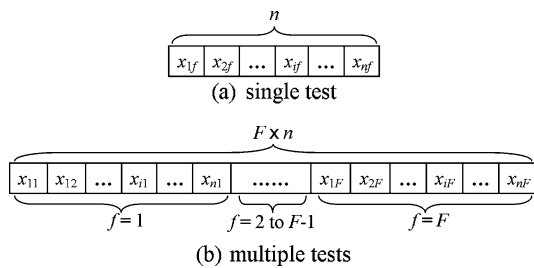 n
x1f x2f ... xif ... xnf
(a) single test
F x n
x11 x12 ... xi1 ... xn1 ...... x1F x2F ... xiF ... xnF
f = 1 f = 2 to F-1 f = F
(b) multiple tests